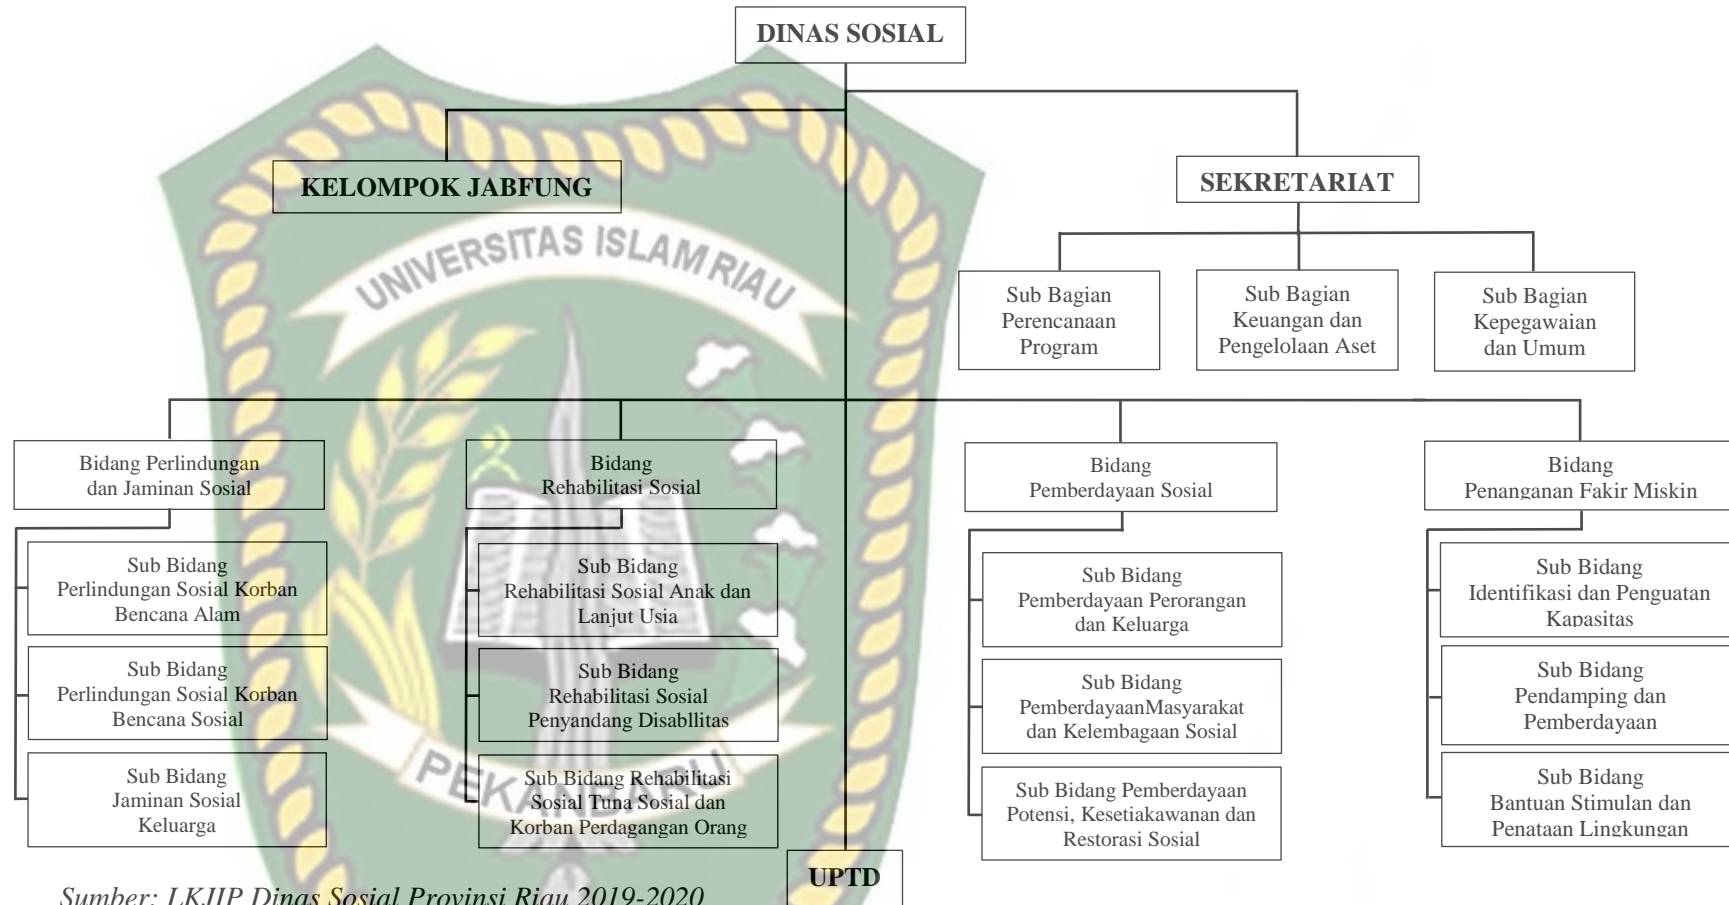 DINAS SOSIAL
KELOMPOK JABFUNG
SEKRETARIAT
UNIVERSITAS ISLAM RIAU
Sub Bagian
Perencanaan
Program
Sub Bagian
Keuangan dan
Pengelolaan Aset
Sub Bagian
Kepegawaian
dan Umum
Bidang Perlindungan
dan Jaminan Sosial
Bidang
Rehabilitasi Sosial
Bidang
Pemberdayaan Sosial
Bidang
Penanganan Fakir Miskin
Sub Bidang
Perlindungan Sosial Korban
Bencana Alam
Sub Bidang
Perlindungan Sosial Korban
Bencana Sosial
Sub Bidang
Jaminan Sosial
Keluarga
Sub Bidang
Rehabilitasi Sosial Anak dan
Lanjut Usia
Sub Bidang
Rehabilitasi Sosial
Penyandang Disabllitas
Sub Bidang Rehabilitasi
Sosial Tuna Sosial dan
Korban Perdagangan Orang
Sub Bidang
Pemberdayaan Perorangan
dan Keluarga
Sub Bidang
PemberdayaanMasyarakat
dan Kelembagaan Sosial
Sub Bidang Pemberdayaan
Potensi, Kesetiakawanan dan
Restorasi Sosial
Sub Bidang
Identifikasi dan Penguatan
Kapasitas
Sub Bidang
Pendamping dan
Pemberdayaan
Sub Bidang
Bantuan Stimulan dan
Penataan Lingkungan
PEKANBARU
UPTD
Sumber: LKJIP Dinas Sosial Provinsi Riau 2019-2020